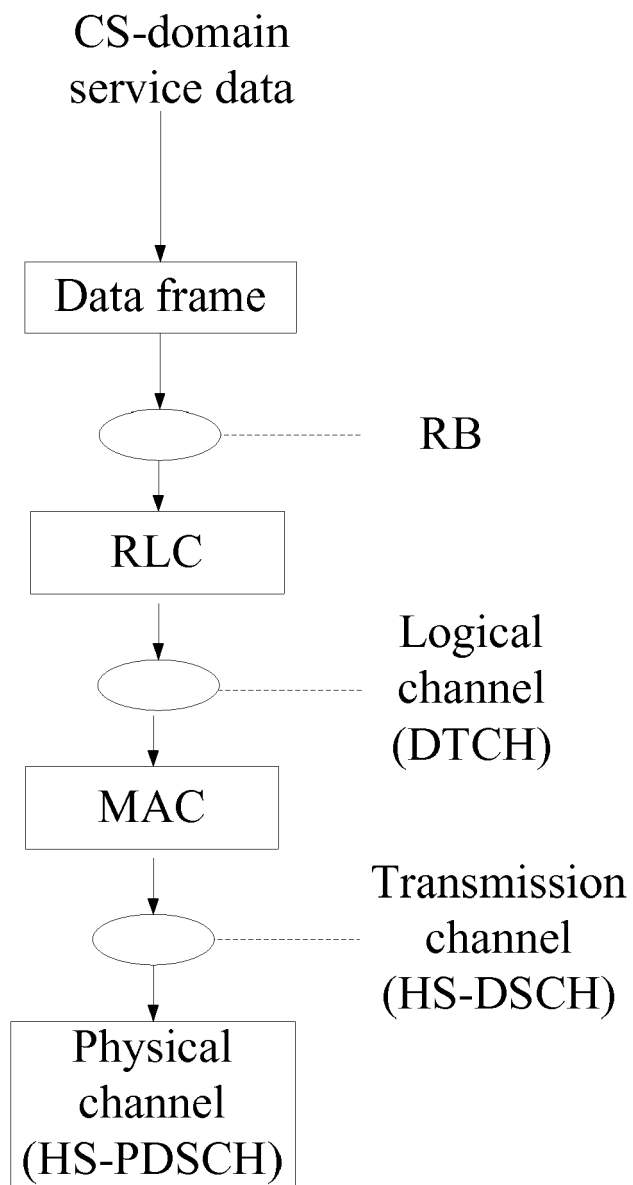 CS-domain
service data
Data frame
RB
RLC
Logical
channel
(DTCH)
MAC
Transmission
channel
(HS-DSCH)
Physical
channel
(HS-PDSCH)